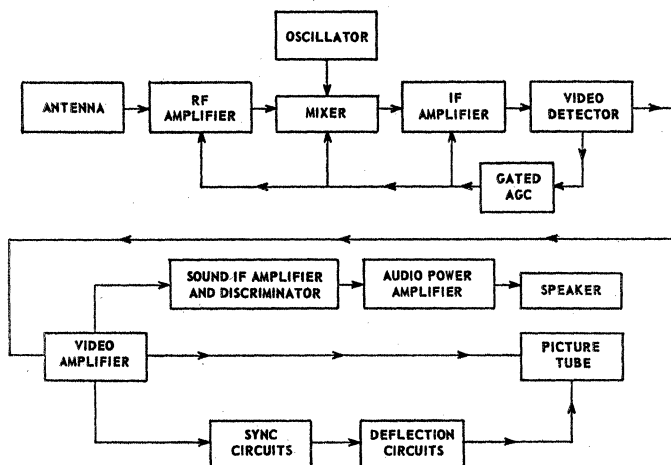 OSCILLATOR
ANTENNA
RF
AMPLIFIER
MIXER
IF
AMPLIFIER
VIDEO
DETECTOR
GATED
AGC
SOUND IF AMPLIFIER
AND DISCRIMINATOR
AUDIO POWER
AMPLIFIER
SPEAKER
VIDEO
AMPLIFIER
PICTURE
TUBE
SYNC
CIRCUITS
DEFLECTION
CIRCUITS